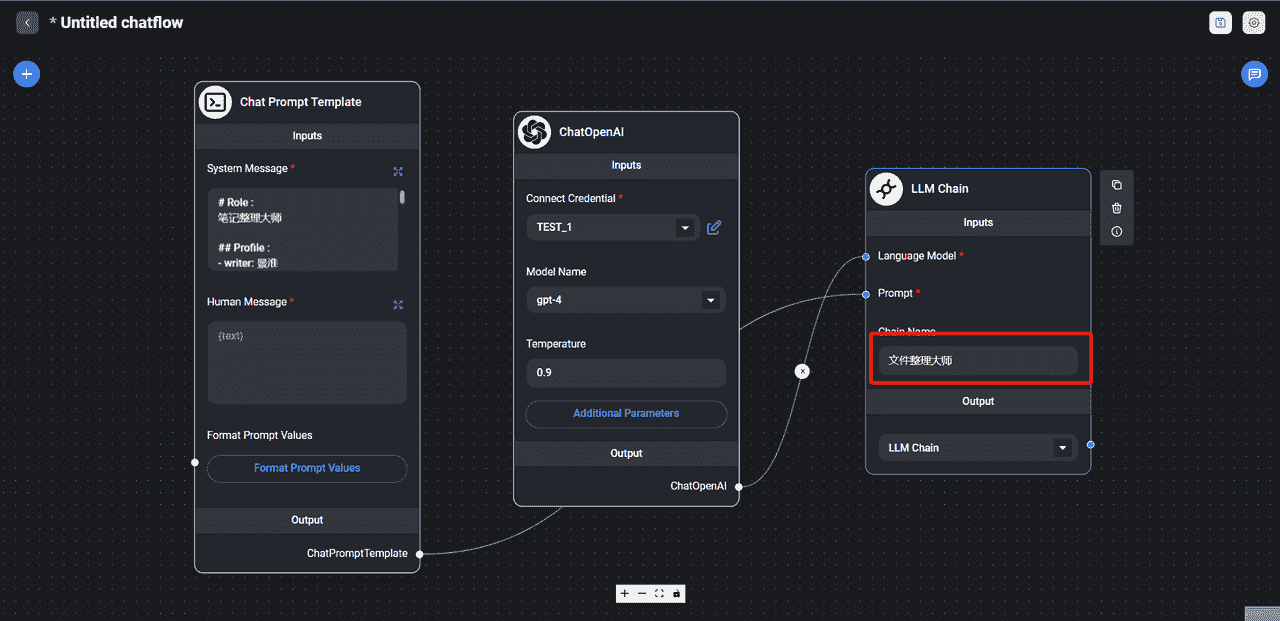 * Untitled chatflow
Chat Prompt Template
Inputs
System Message *
# Role :
笔记整理大师
## Profile :
- writer: 景淮
Human Message *
{text}
Format Prompt Values
Format Prompt Values
Output
ChatPromptTemplate
ChatOpenAI
Inputs
Connect Credential *
TEST_1
Model Name
gpt-4
Temperature
0.9
Additional Parameters
Output
ChatOpenAI
LLM Chain
Inputs
Language Model *
Prompt *
Chain Name
文件整理大师
Output
LLM Chain